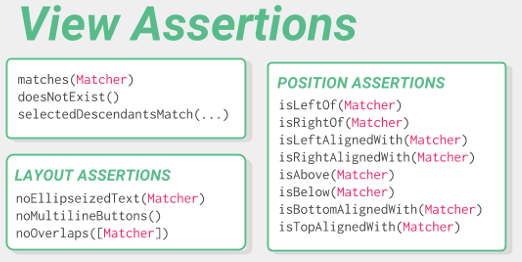 View Assertions
matches(Matcher)
doesNotExist()
selectedDescendantsMatch(...)
LAYOUT ASSERTIONS
noEllipseizedText(Matcher)
noMultilineButtons()
noOverlaps([Matcher])
POSITION ASSERTIONS
isLeftOf(Matcher)
isRightOf(Matcher)
isLeftAlignedWith(Matcher)
isRightAlignedWith(Matcher)
isAbove(Matcher)
isBelow(Matcher)
isBottomAlignedWith(Matcher)
isTopAlignedWith(Matcher)